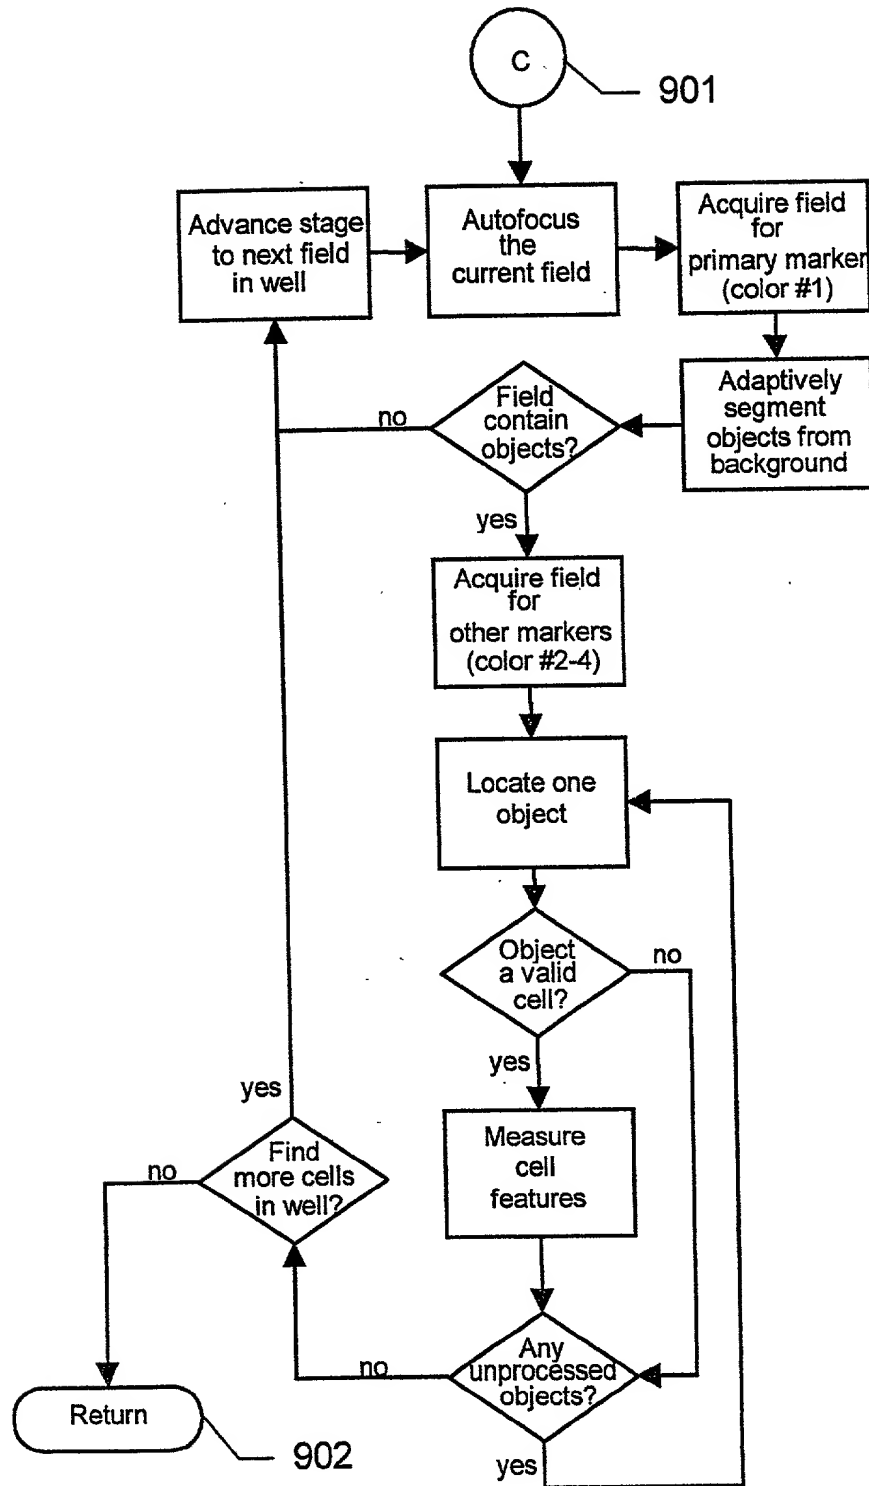 C
901
Advance stage
to next field
in well
Autofocus
the
current field
Acquire field
for
primary marker
(color #1)
Adaptively
segment
objects from
background
Field
contain
objects?
no
yes
Acquire field
for
other markers
(color #2-4)
Locate one
object
Object
a valid
cell?
no
yes
Measure
cell
features
Any
unprocessed
objects?
no
yes
Find
more cells
in well?
yes
no
Return
902